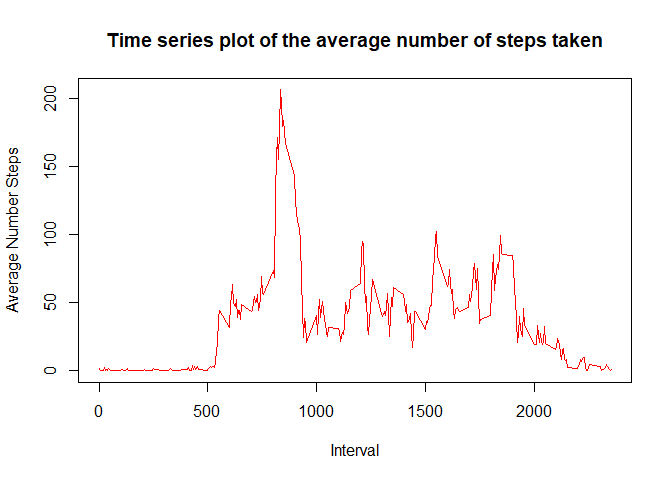 Time series plot of the average number of steps taken
Average Number Steps
200
150
100
50
0
0 500 1000 1500 2000
Interval